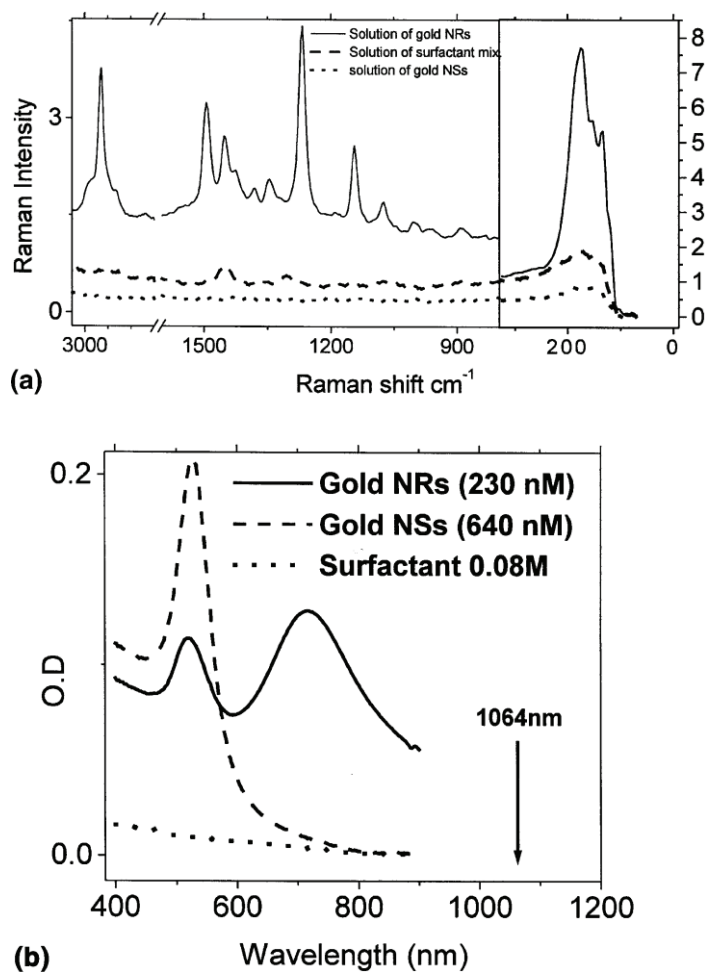 Solution of gold NRs
Solution of surfactant mix.
solution of gold NSs
Raman Intensity
3
0
8
7
6
5
4
3
2
1
0
3000 1500 1200 900 200 0
Raman shift cm⁻¹
(a)
Gold NRs (230 nM)
Gold NSs (640 nM)
Surfactant 0.08M
1064nm
O.D
0.2
0.0
400 600 800 1000 1200
Wavelength (nm)
(b)